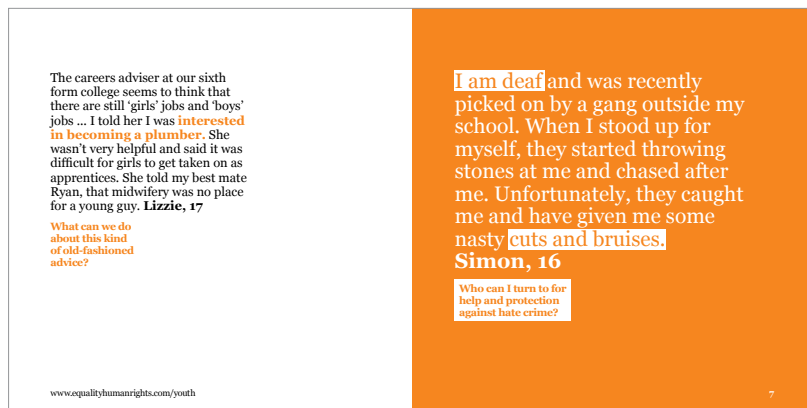 The careers adviser at our sixth
form college seems to think that
there are still ‘girls’ jobs and ‘boys’
jobs ... I told her I was interested
in becoming a plumber. She
wasn’t very helpful and said it was
difficult for girls to get taken on as
apprentices. She told my best mate
Ryan, that midwifery was no place
for a young guy. Lizzie, 17
What can we do
about this kind
of old-fashioned
advice?
www.equalityhumanrights.com/youth
I am deaf and was recently
picked on by a gang outside my
school. When I stood up for
myself, they started throwing
stones at me and chased after
me. Unfortunately, they caught
me and have given me some
nasty cuts and bruises.
Simon, 16
Who can I turn to for
help and protection
against hate crime?
7